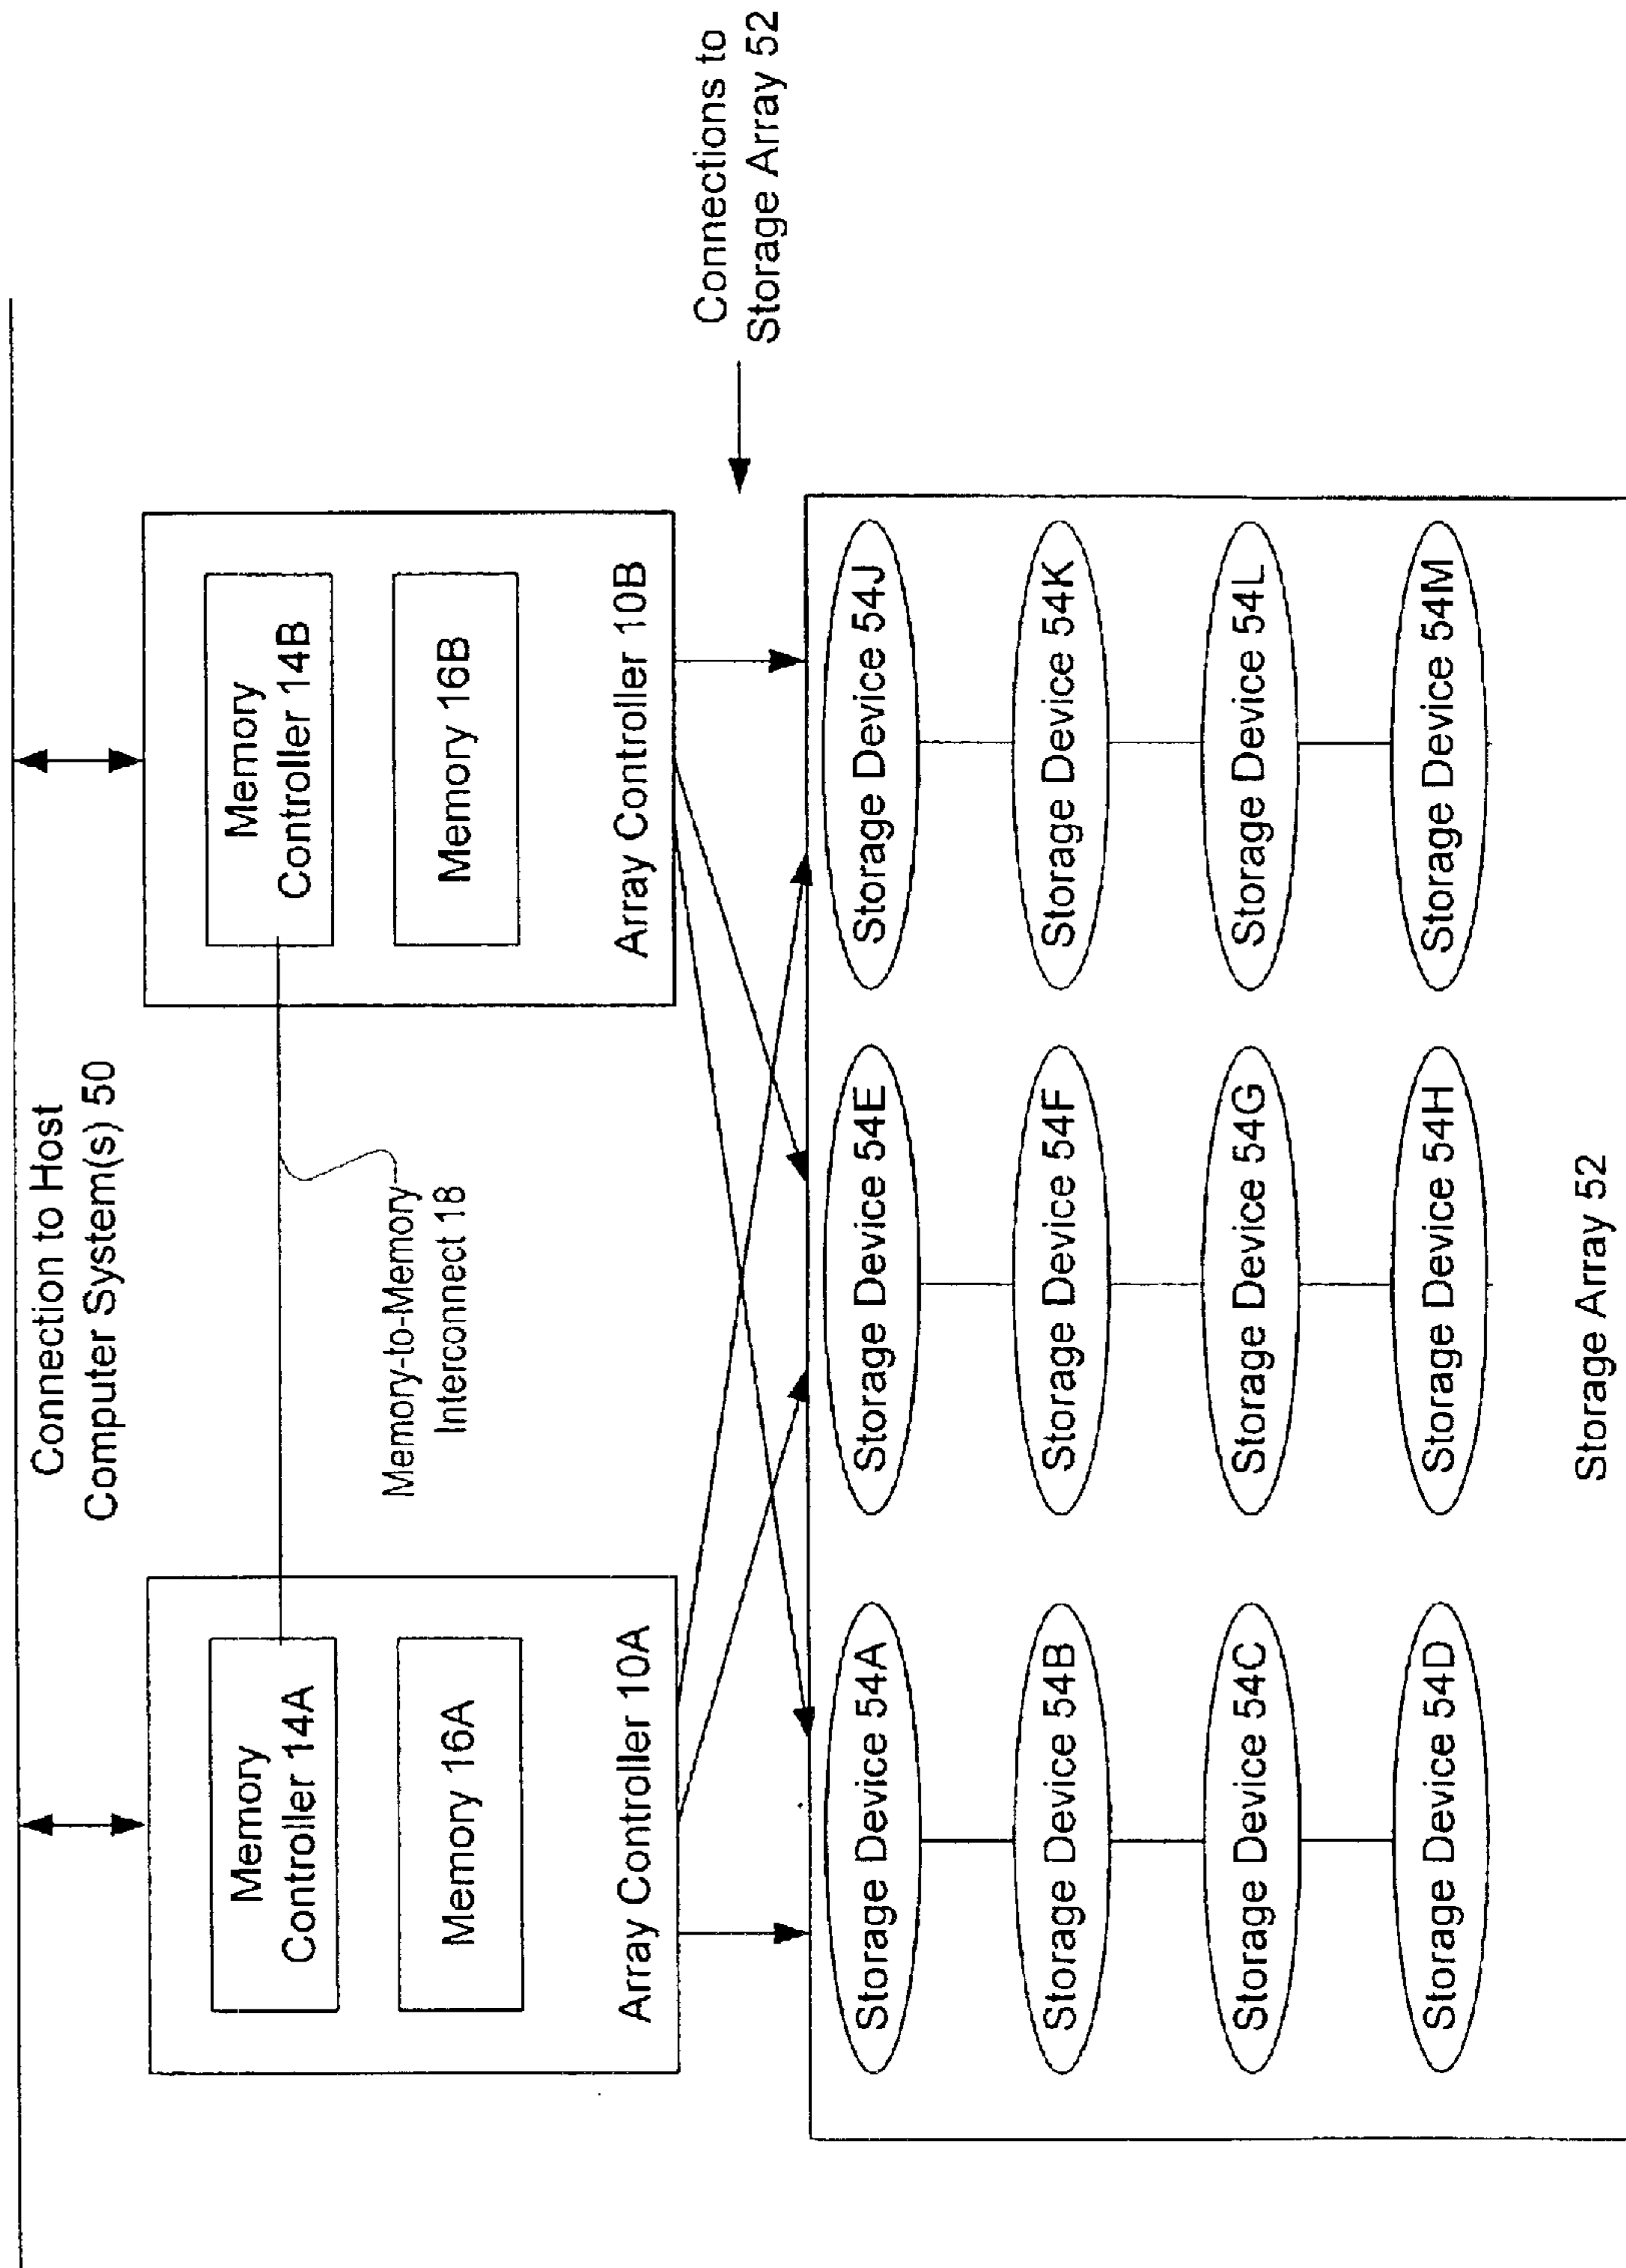 Connection to Host
Computer System(s) 50
Memory
Controller 14A
Memory 16A
Array Controller 10A
Memory-to-Memory
Interconnect 18
Memory
Controller 14B
Memory 16B
Array Controller 10B
Connections to
Storage Array 52
Storage Device 54A
Storage Device 54B
Storage Device 54C
Storage Device 54D
Storage Device 54E
Storage Device 54F
Storage Device 54G
Storage Device 54H
Storage Device 54J
Storage Device 54K
Storage Device 54L
Storage Device 54M
Storage Array 52